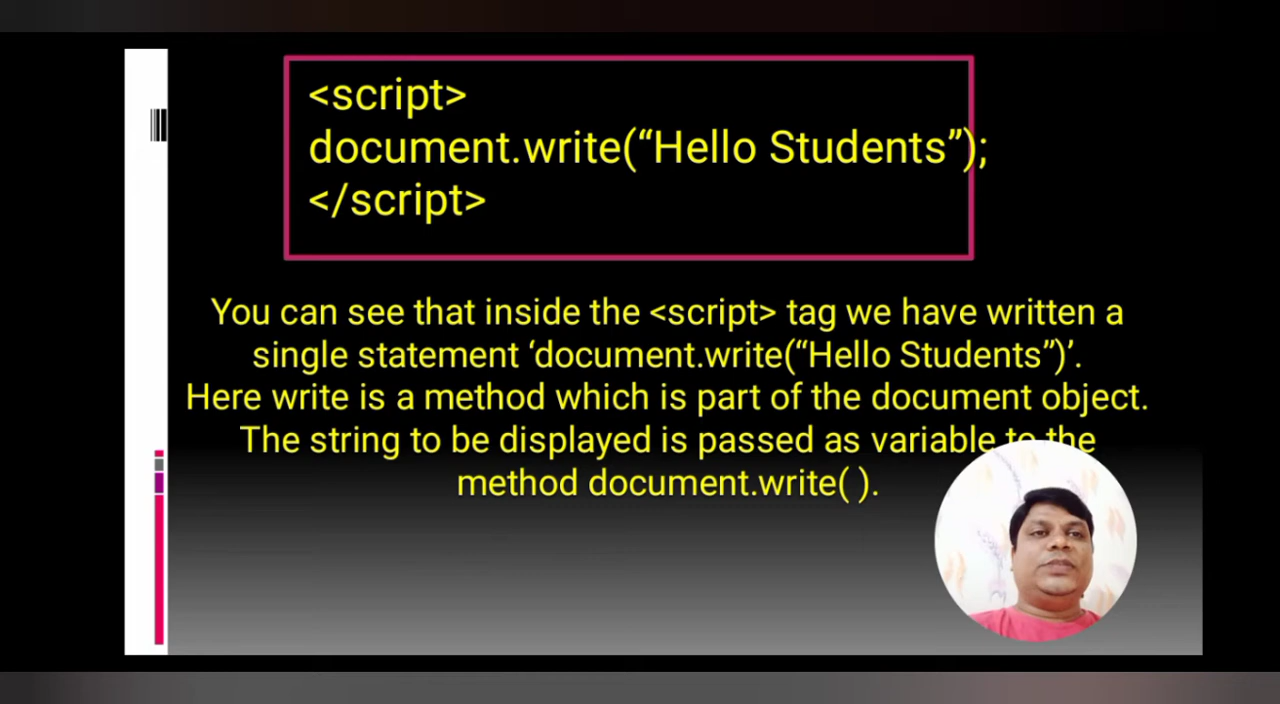 <script>
document.write(“Hello Students”);
</script>
You can see that inside the <script> tag we have written a
single statement ‘document.write(“Hello Students”)’.
Here write is a method which is part of the document object.
The string to be displayed is passed as variable to the
method document.write( ).